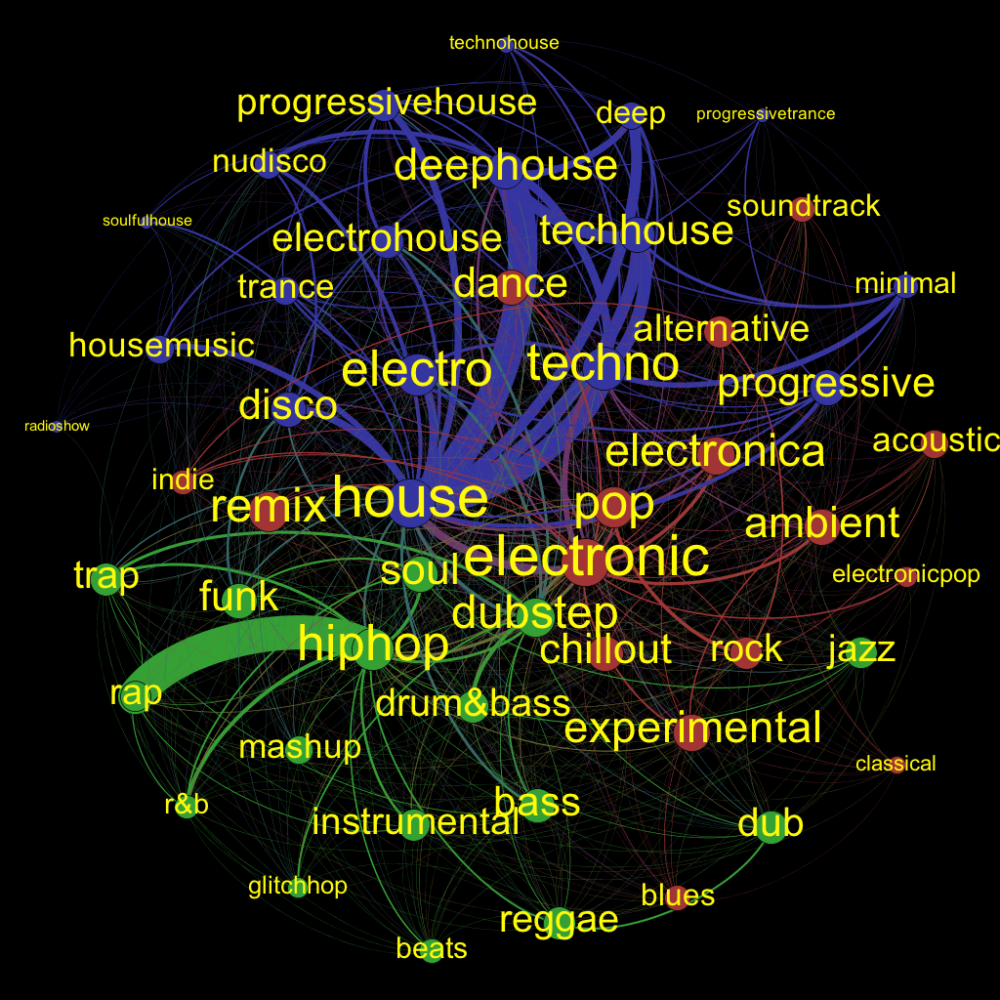 technohouse
progressivehouse
deep
progressivetrance
nudisco
deephouse
soundtrack
soulfulhouse
electrohouse
techhouse
trance
dance
minimal
housemusic
alternative
electro
techno
progressive
disco
radioshow
electronica
acoustic
indie
remix
house
pop
ambient
trap
soul
electronic
electronicpop
funk
dubstep
hiphop
chillout
rock
jazz
rap
drum&bass
experimental
mashup
classical
r&b
instrumental
bass
dub
glitchhop
blues
reggae
beats